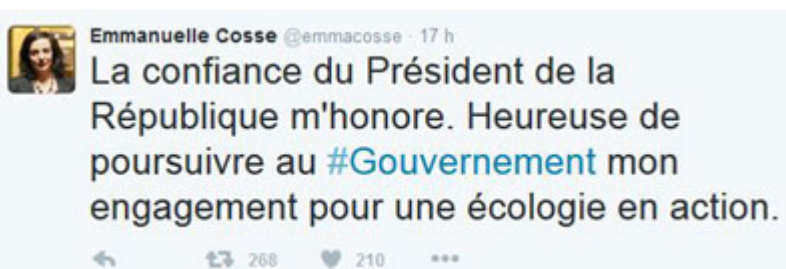 Emmanuelle Cosse @emmacosse · 17 h
La confiance du Président de la
République m'honore. Heureuse de
poursuivre au #Gouvernement mon
engagement pour une écologie en action.
268 210